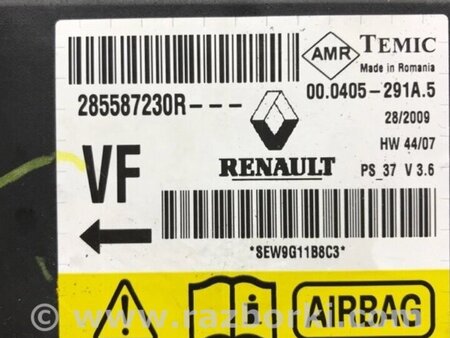 AMR TEMIC
Made in Romania
285587230R---
00.0405-291A.5
28/2009
HW 44/07
VF
RENAULT
PS_37 V 3.6
*SEW9G11B8C3*
AiRBAG
© www.razborki.com